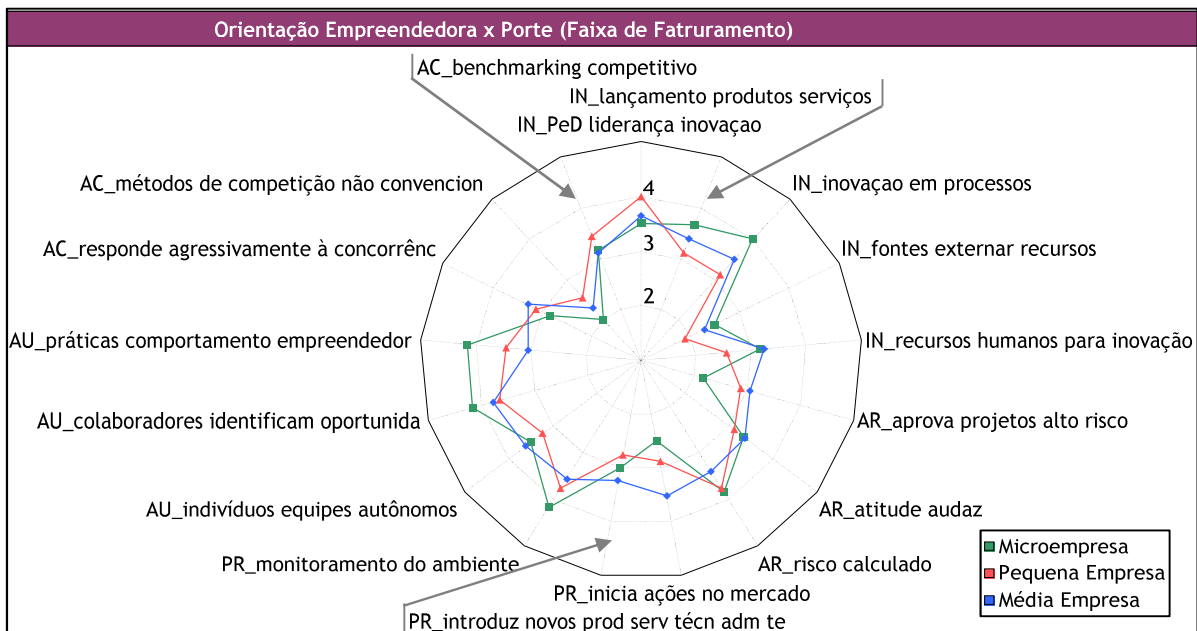 Orientação Empreendedora x Porte (Faixa de Fatruramento)
AC_benchmarking competitivo
IN_lançamento produtos serviços
IN_PeD liderança inovaçao
AC_métodos de competição não convencion
IN_inovaçao em processos
4
AC_responde agressivamente à concorrênc
3
IN_fontes externar recursos
2
AU_práticas comportamento empreendedor
IN_recursos humanos para inovação
AU_colaboradores identificam oportunida
AR_aprova projetos alto risco
AU_indivíduos equipes autônomos
AR_atitude audaz
PR_monitoramento do ambiente
AR_risco calculado
PR_inicia ações no mercado
PR_introduz novos prod serv técn adm te
Microempresa
Pequena Empresa
Média Empresa